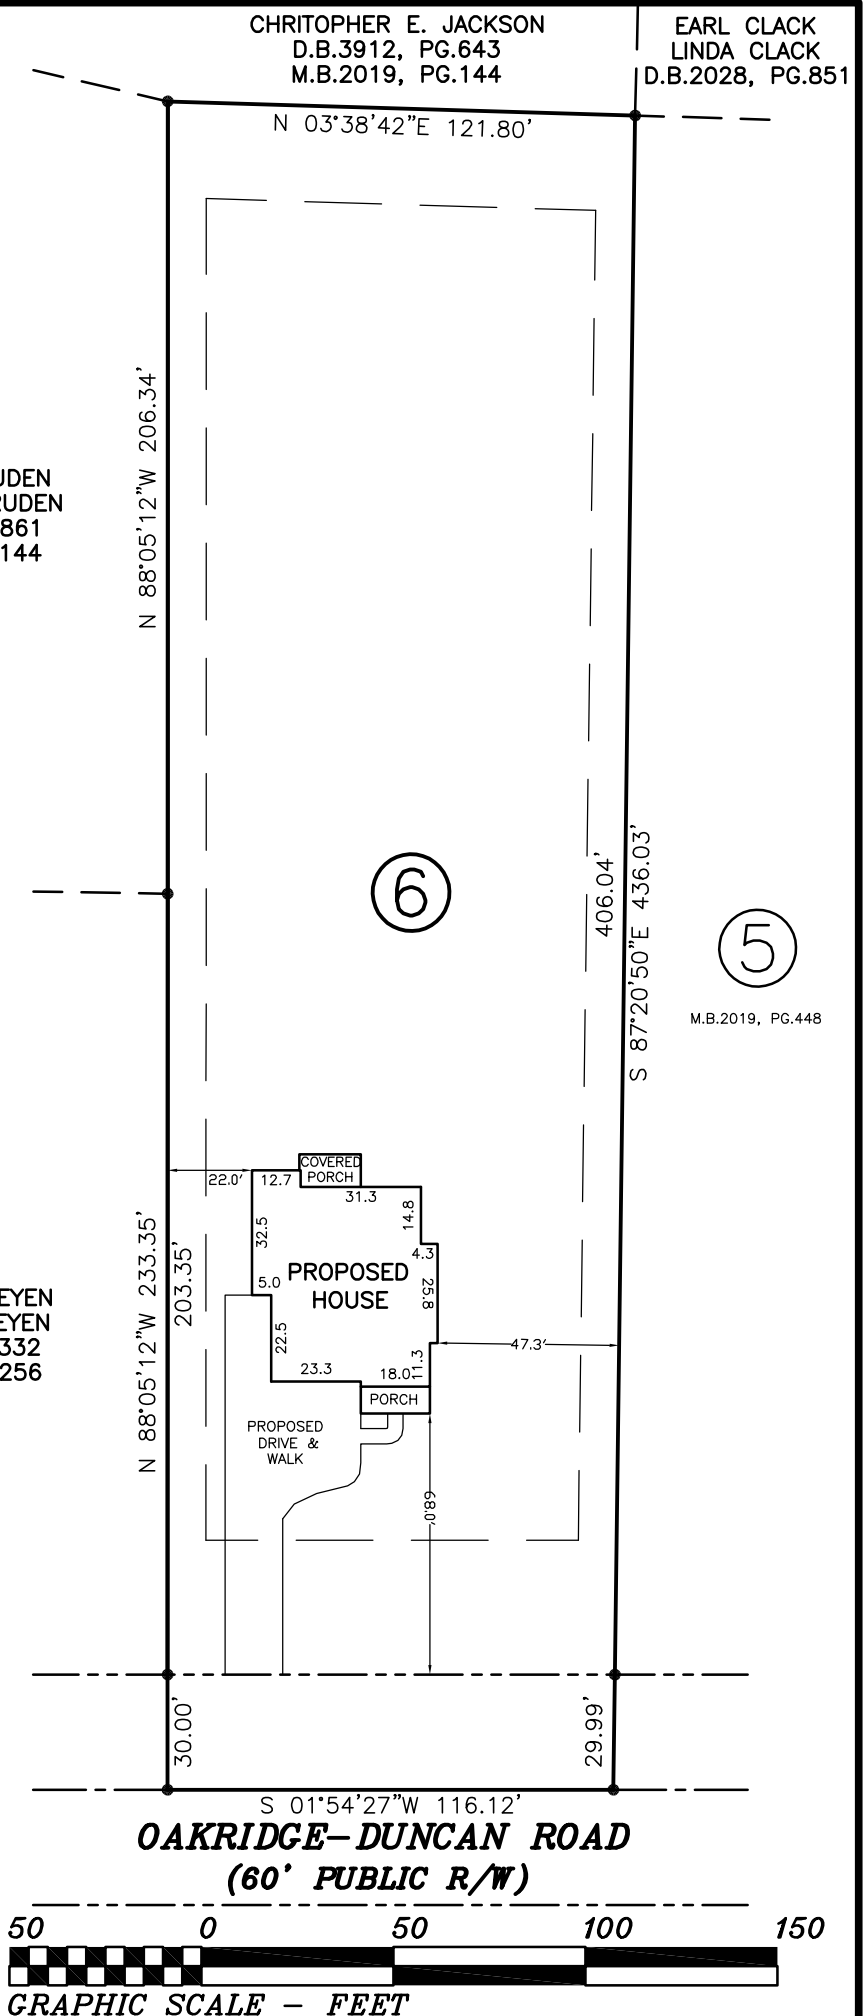 CHRITOPHER E. JACKSON
D.B.3912, PG.643
M.B.2019, PG.144
EARL CLACK
LINDA CLACK
D.B.2028, PG.851
N 03°38'42"E 121.80'
N 88°05'12"W 206.34'
UDEN
RUDEN
861
144
6
406.04'
S 87°20'50"E 436.03'
5
M.B.2019, PG.448
COVERED
PORCH
22.0'
12.7
31.3
14.8
32.5
4.3
5.0
PROPOSED
HOUSE
25.8
22.5
47.3'
11.3
23.3
18.0
PORCH
N 88°05'12"W 233.35'
203.35'
EYEN
EYEN
332
256
PROPOSED
DRIVE &
WALK
68.0'
30.00'
29.99'
S 01°54'27"W 116.12'
OAKRIDGE-DUNCAN ROAD
(60' PUBLIC R/W)
50 0 50 100 150
GRAPHIC SCALE - FEET